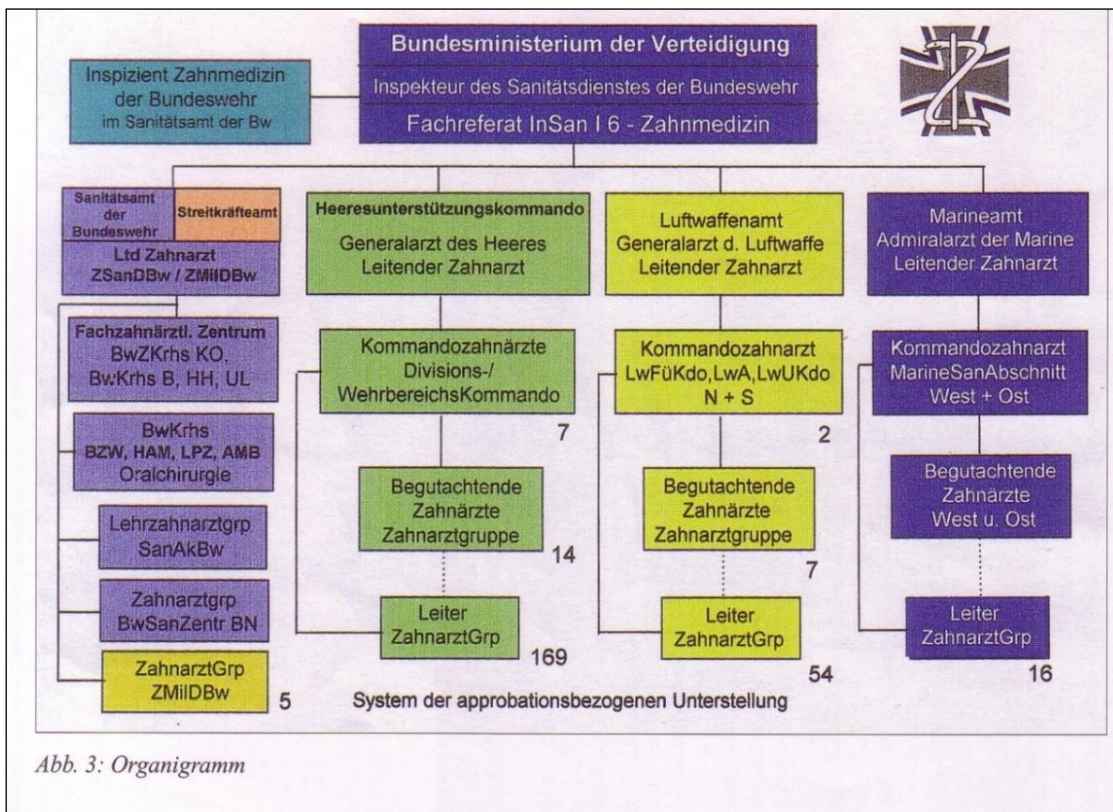 Bundesministerium der Verteidigung
Inspekteur des Sanitätsdienstes der Bundeswehr
Fachreferat InSan I 6 - Zahnmedizin
Inspizient Zahnmedizin
der Bundeswehr
im Sanitätsamt der Bw
Sanitätsamt
der
Bundeswehr
Streitkräfteamt
Ltd Zahnarzt
ZSanDBw / ZMilDBw
Fachzahnärztl. Zentrum
BwZKrhs KO,
BwKrhs B, HH, UL
BwKrhs
BZW, HAM, LPZ, AMB
Oralchirurgie
Lehrzahnarztgrp
SanAkBw
Zahnarztgrp
BwSanZentr BN
ZahnarztGrp
ZMilDBw
5
Heeresunterstützungskommando
Generalarzt des Heeres
Leitender Zahnarzt
Kommandozahnärzte
Divisions-/
WehrbereichsKommando
7
Begutachtende
Zahnärzte
Zahnarztgruppe
14
Leiter
ZahnarztGrp
169
Luftwaffenamt
Generalarzt d. Luftwaffe
Leitender Zahnarzt
Kommandozahnarzt
LwFüKdo,LwA,LwUKdo
N + S
2
Begutachtende
Zahnärzte
Zahnarztgruppe
7
Leiter
ZahnarztGrp
54
Marineamt
Admiralarzt der Marine
Leitender Zahnarzt
Kommandozahnarzt
MarineSanAbschnitt
West + Ost
Begutachtende
Zahnärzte
West u. Ost
Leiter
ZahnarztGrp
16
System der approbationsbezogenen Unterstellung
Abb. 3: Organigramm